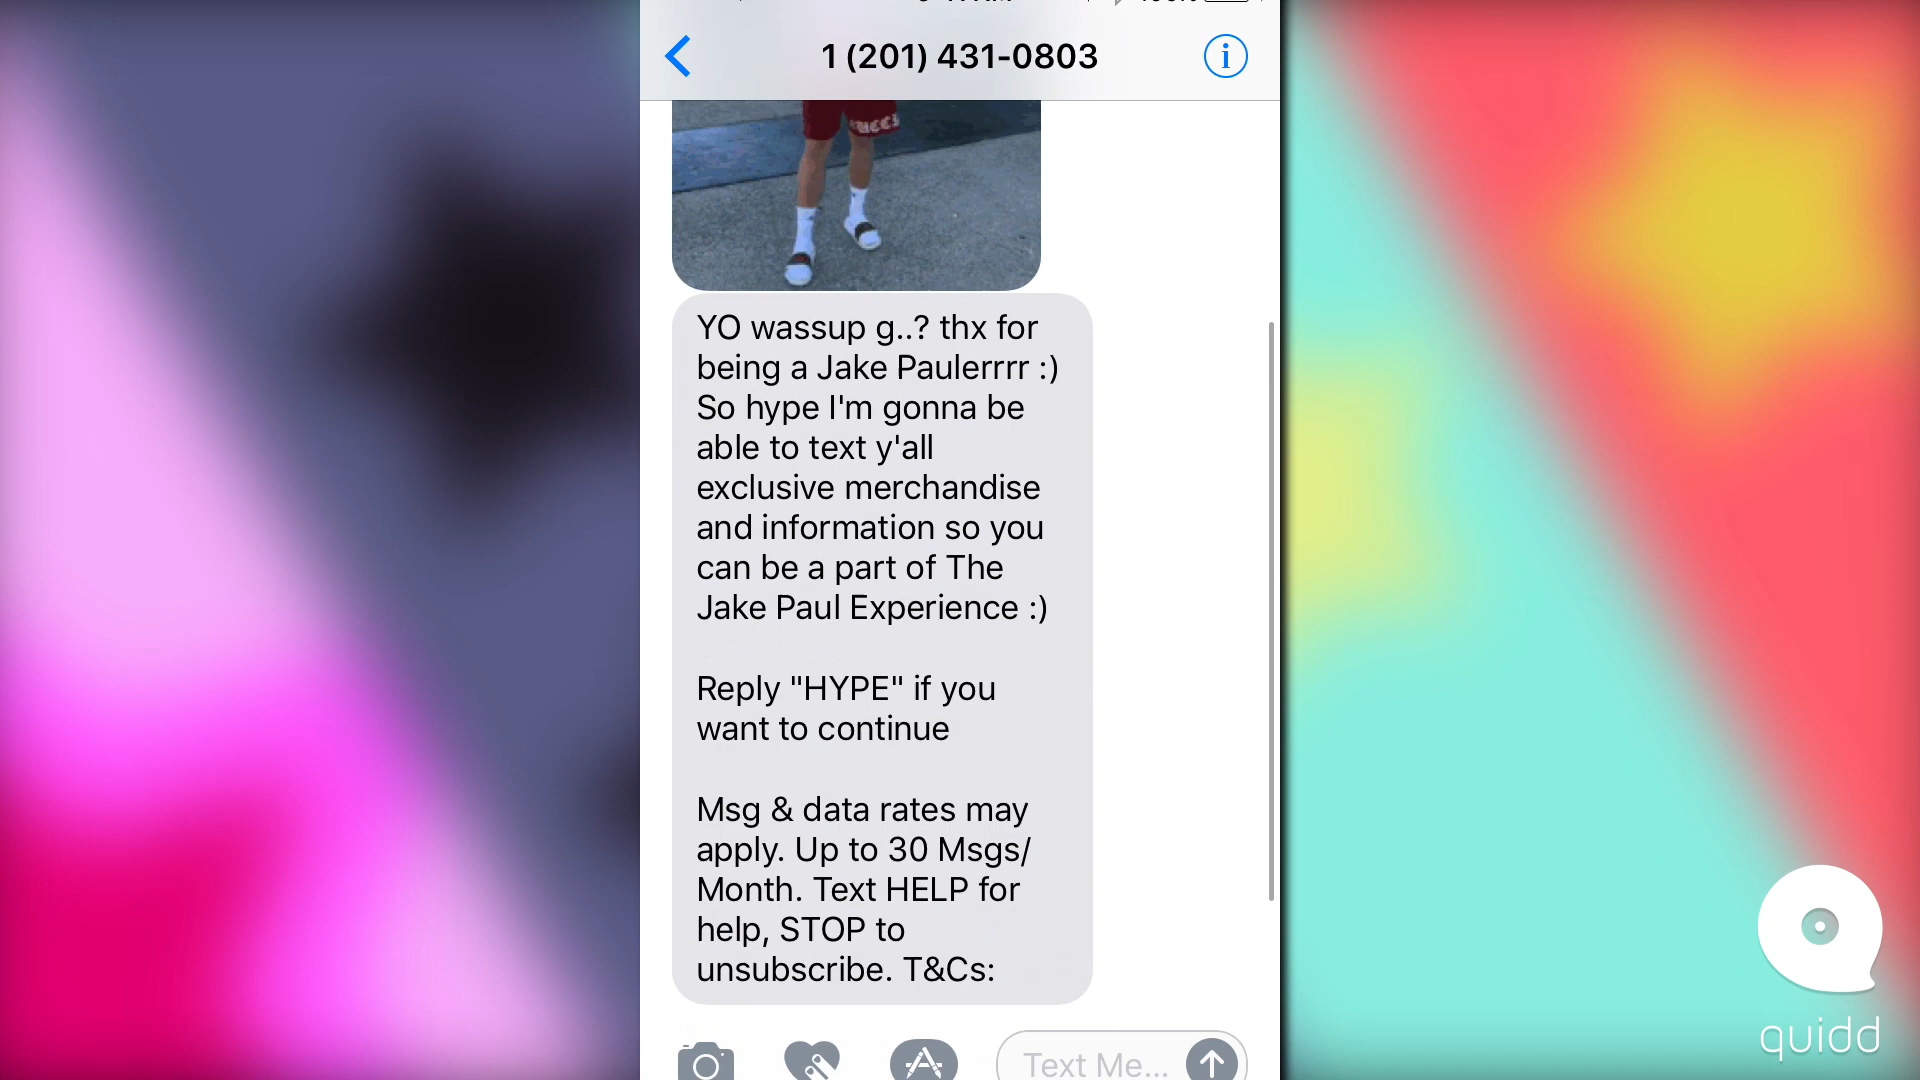 1 (201) 431-0803
YO wassup g..? thx for
being a Jake Paulerrrr :)
So hype I'm gonna be
able to text y'all
exclusive merchandise
and information so you
can be a part of The
Jake Paul Experience :)
Reply "HYPE" if you
want to continue
Msg & data rates may
apply. Up to 30 Msgs/
Month. Text HELP for
help, STOP to
unsubscribe. T&Cs:
Text Me...
quidd